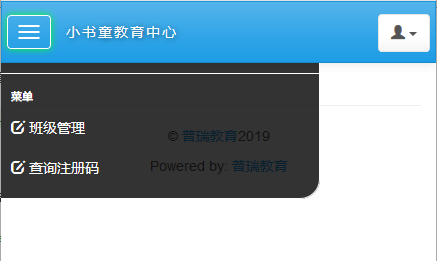 小书童教育中心
菜单
班级管理
© 普瑞教育2019
查询注册码
Powered by: 普瑞教育